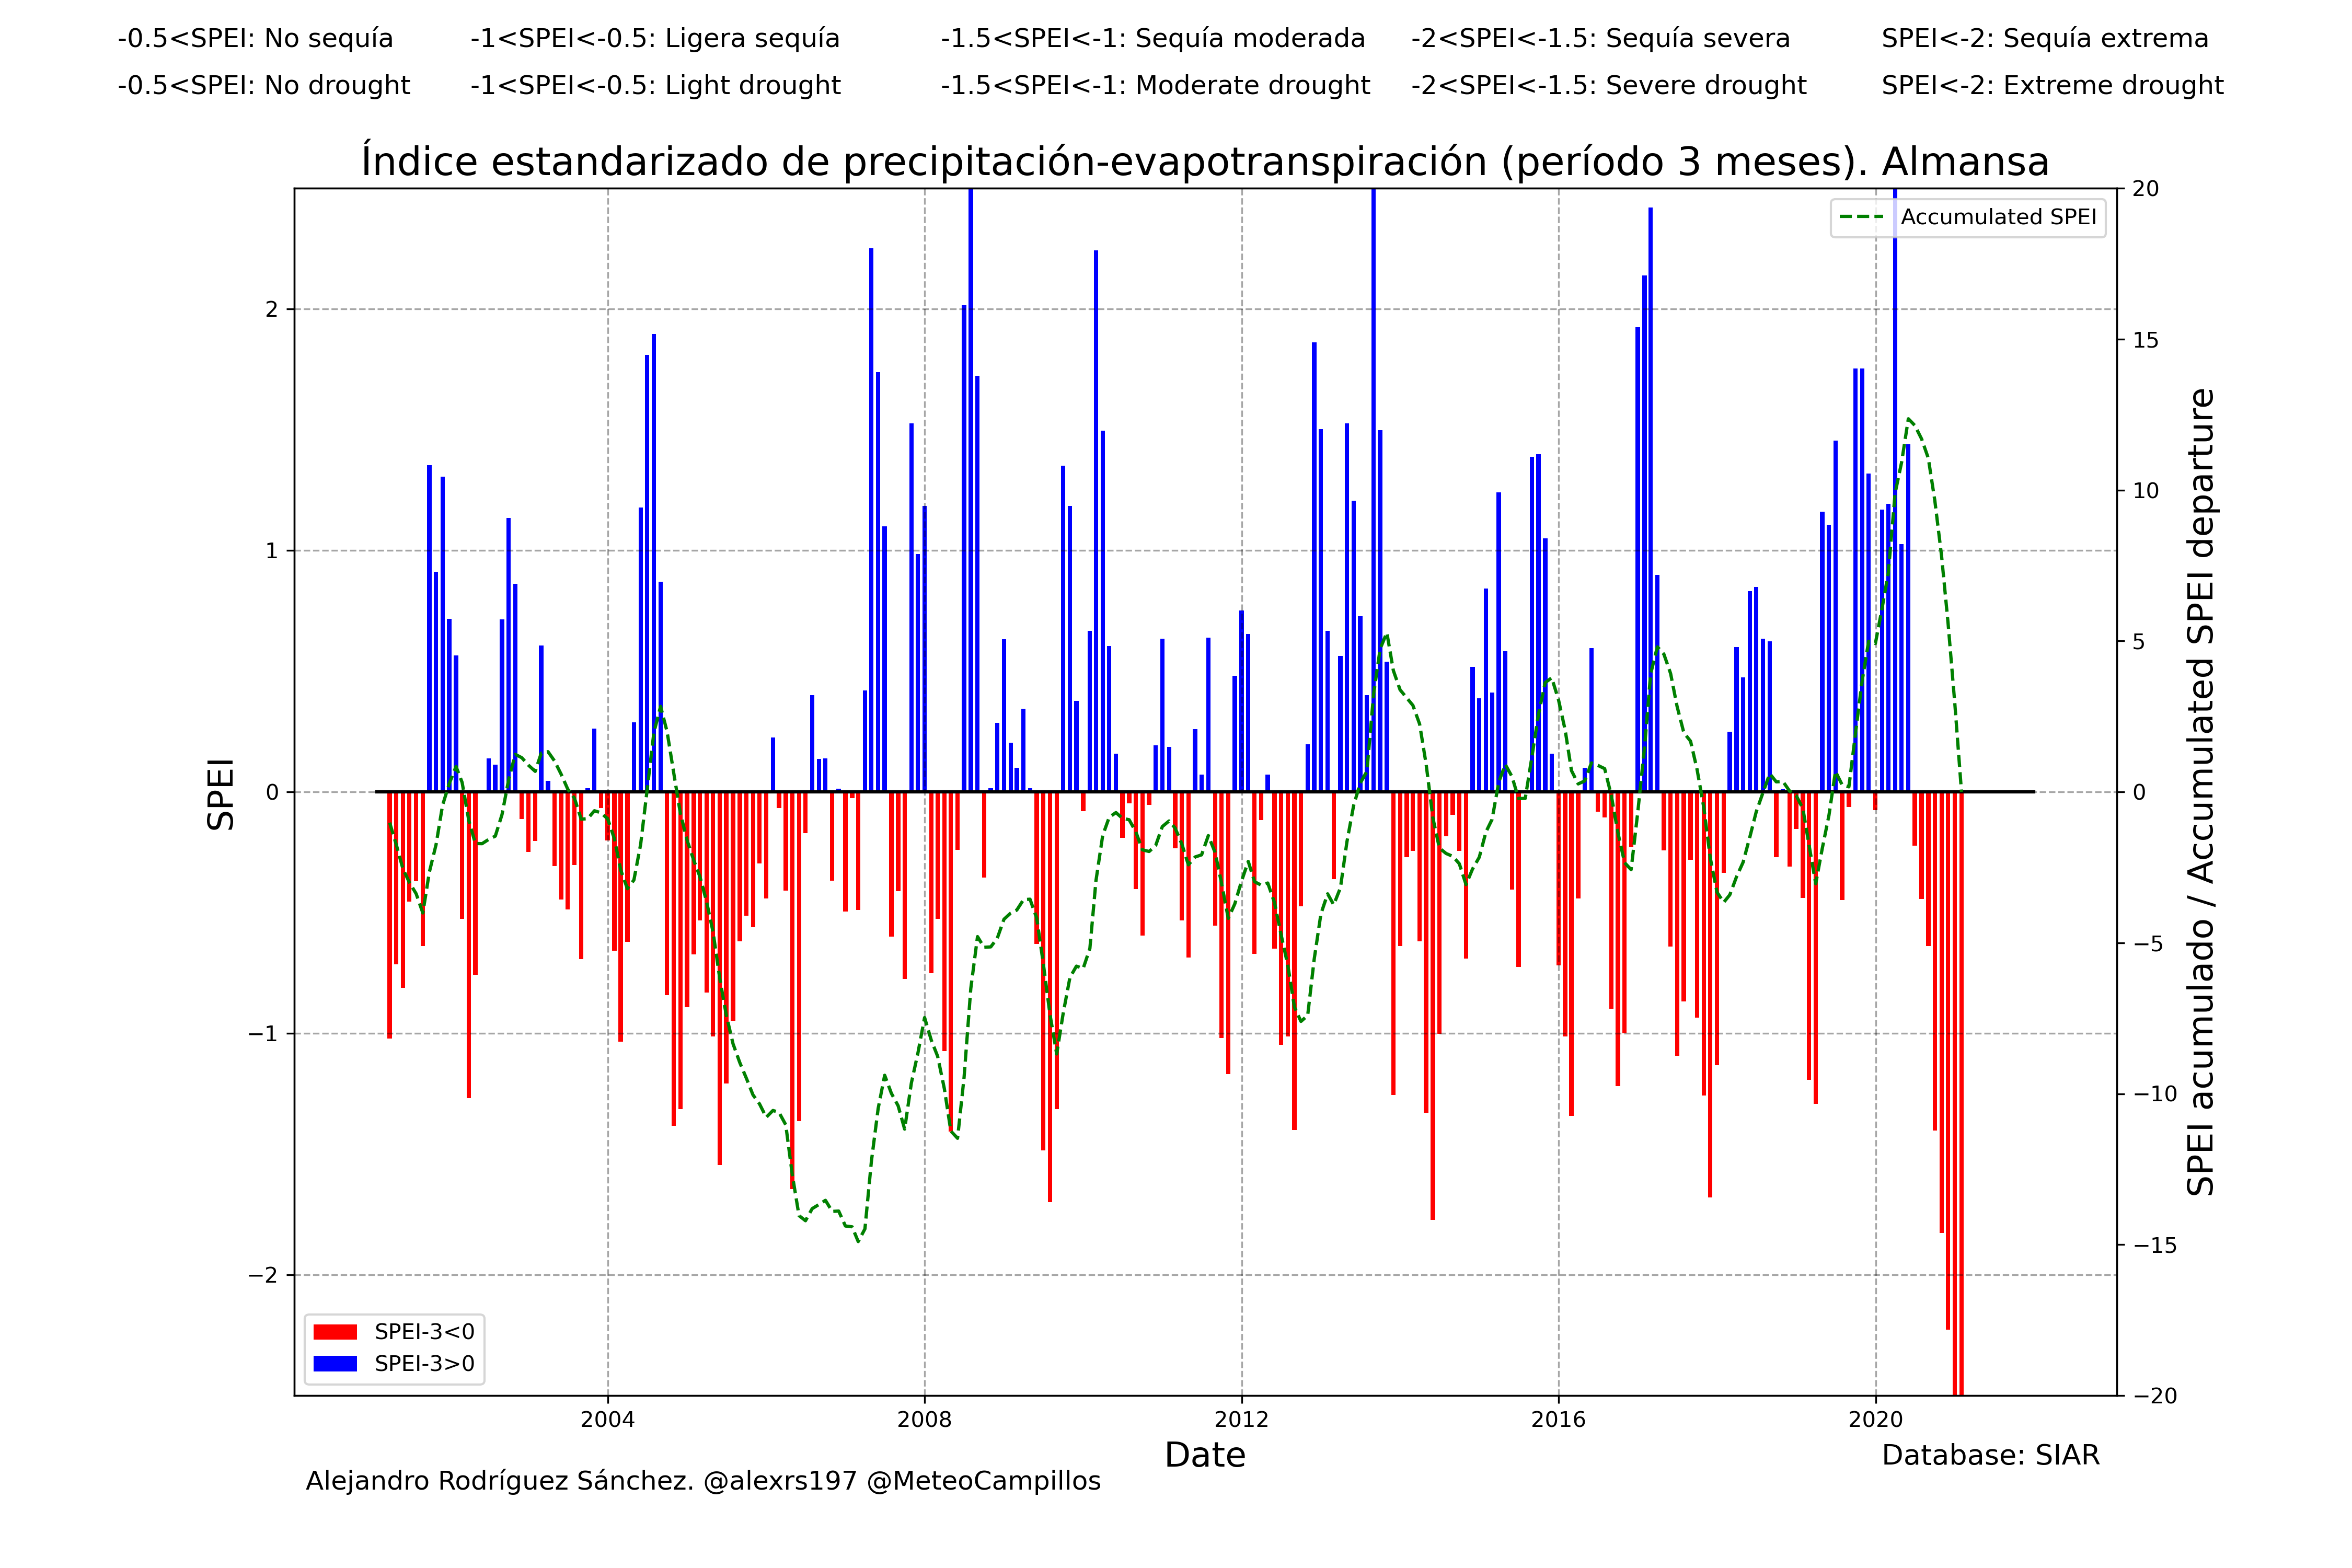 -0.5<SPEI: No sequía -1<SPEI<-0.5: Ligera sequía -1.5<SPEI<-1: Sequía moderada -2<SPEI<-1.5: Sequía severa SPEI<-2: Sequía extrema
-0.5<SPEI: No drought -1<SPEI<-0.5: Light drought -1.5<SPEI<-1: Moderate drought -2<SPEI<-1.5: Severe drought SPEI<-2: Extreme drought
Índice estandarizado de precipitación-evapotranspiración (período 3 meses). Almansa
Accumulated SPEI
SPEI
2
1
0
−1
−2
20
15
10
5
0
−5
−10
−15
−20
SPEI acumulado / Accumulated SPEI departure
SPEI-3<0
SPEI-3>0
2004 2008 2012 2016 2020
Date
Database: SIAR
Alejandro Rodríguez Sánchez. @alexrs197 @MeteoCampillos